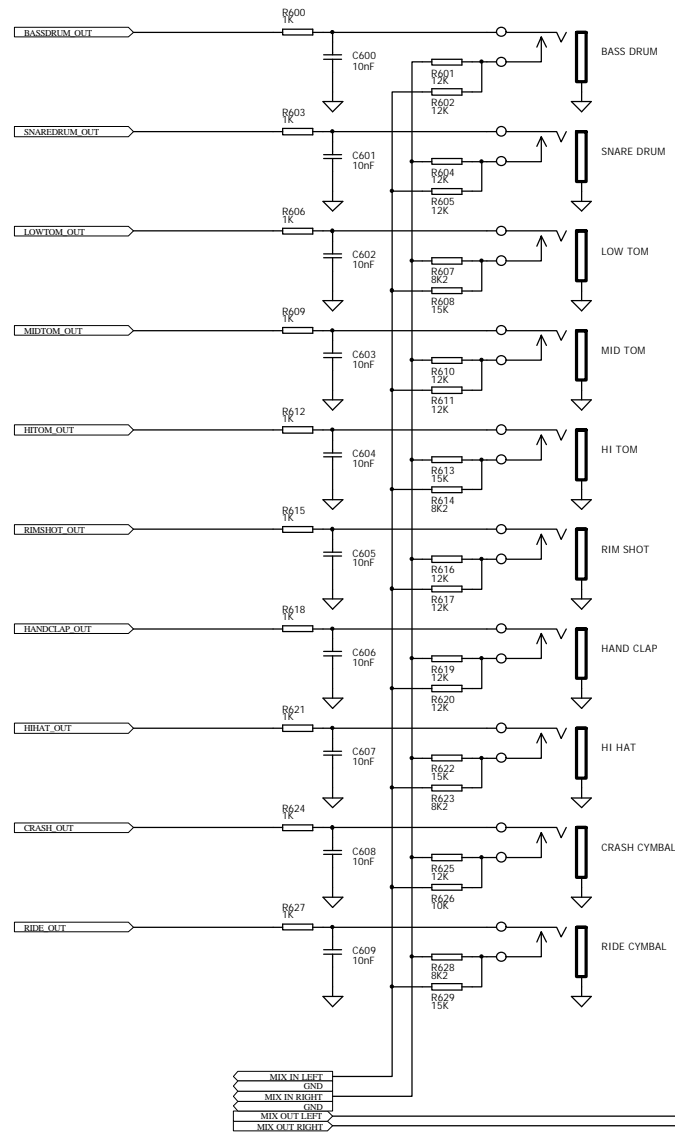 R600
1K
BASSDRUM_OUT
C600
10nF
BASS DRUM
R601
12K
R602
12K
R603
1K
SNAREDRUM_OUT
C601
10nF
SNARE DRUM
R604
12K
R605
12K
R606
1K
LOWTOM_OUT
C602
10nF
LOW TOM
R607
8K2
R608
15K
R609
1K
MIDTOM_OUT
C603
10nF
MID TOM
R610
12K
R611
12K
R612
1K
HITOM_OUT
C604
10nF
HI TOM
R613
15K
R614
8K2
R615
1K
RIMSHOT_OUT
C605
10nF
RIM SHOT
R616
12K
R617
12K
R618
1K
HANDCLAP_OUT
C606
10nF
HAND CLAP
R619
12K
R620
12K
R621
1K
HIHAT_OUT
C607
10nF
HI HAT
R622
15K
R623
8K2
R624
1K
CRASH_OUT
C608
10nF
CRASH CYMBAL
R625
12K
R626
10K
R627
1K
RIDE_OUT
C609
10nF
RIDE CYMBAL
R628
8K2
R629
15K
MIX IN LEFT
GND
MIX IN RIGHT
GND
MIX OUT LEFT
MIX OUT RIGHT